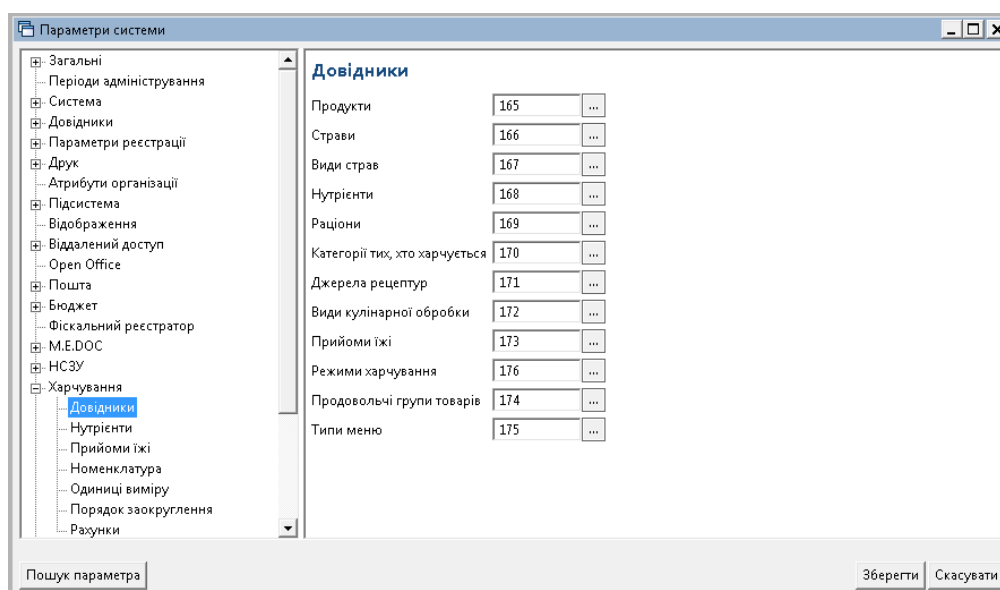 Параметри системи
Загальні
Періоди адміністрування
Система
Довідники
Параметри реєстрації
Друк
Атрибути організації
Підсистема
Відображення
Віддалений доступ
Open Office
Пошта
Бюджет
Фіскальний реєстратор
M.E.DOC
НСЗУ
Харчування
Довідники
Нутрієнти
Прийоми їжі
Номенклатура
Одиниці виміру
Порядок заокруглення
Рахунки
Довідники
Продукти 165 ...
Страви 166 ...
Види страв 167 ...
Нутрієнти 168 ...
Раціони 169 ...
Категорії тих, хто харчується 170 ...
Джерела рецептур 171 ...
Види кулінарної обробки 172 ...
Прийоми їжі 173 ...
Режими харчування 176 ...
Продовольчі групи товарів 174 ...
Типи меню 175 ...
Пошук параметра
Зберегти Скасувати